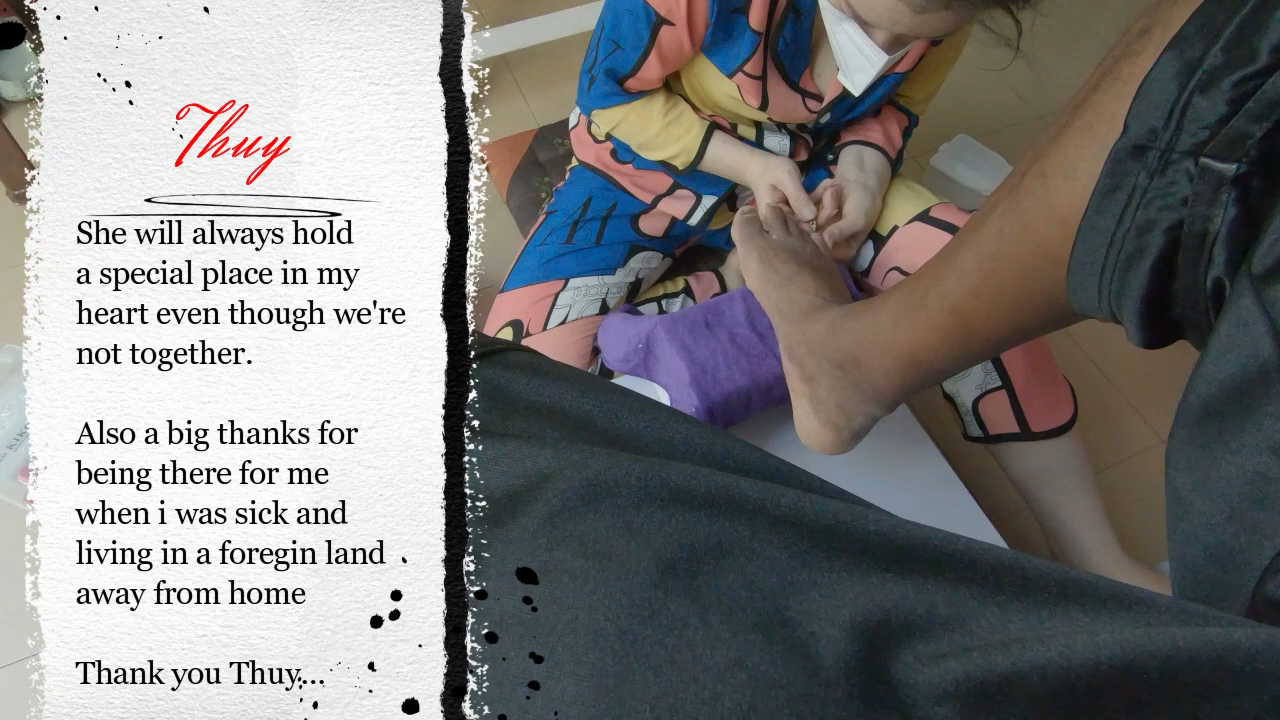 Thuy
She will always hold
a special place in my
heart even though we're
not together.
Also a big thanks for
being there for me
when i was sick and
living in a foregin land
away from home
Thank you Thuy...